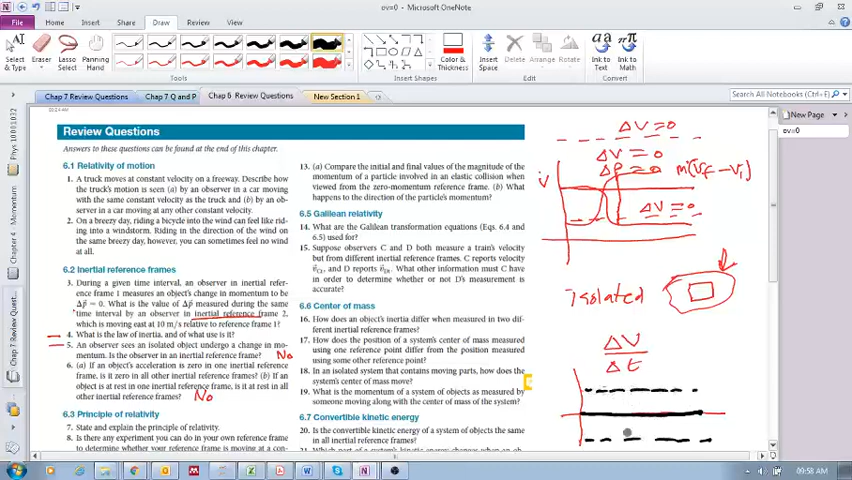 ov=0 - Microsoft OneNote
File
Home
Insert
Share
Draw
Review
View
Select & Type
Eraser
Lasso Select
Panning Hand
Color & Thickness
Insert Space
Delete
Arrange
Rotate
Ink to Text
Ink to Math
Tools
Insert Shapes
Edit
Convert
Chap 7 Review Questions
Chap 7 Q and P
Chap 6 Review Questions
New Section 1
Search All Notebooks (Ctrl+E)
New Page
ov=0
Phys 10031032
Chapter 4 Momentum
Review Questions
Answers to these questions can be found at the end of this chapter.
6.1 Relativity of motion
1. A truck moves at constant velocity on a freeway. Describe how
the truck's motion is seen (a) by an observer in a car moving
with the same constant velocity as the truck and (b) by an ob-
server in a car moving at any other constant velocity.
2. On a breezy day, riding a bicycle into the wind can feel like rid-
ing into a windstorm. Riding in the direction of the wind on
the same breezy day, however, you can sometimes feel no wind
at all.
6.2 Inertial reference frames
3. During a given time interval, an observer in inertial refer-
ence frame 1 measures an object's change in momentum to be
Δp⃗ = 0. What is the value of Δp⃗ measured during the same
time interval by an observer in inertial reference frame 2,
which is moving east at 10 m/s relative to reference frame 1?
4. What is the law of inertia, and of what use is it?
5. An observer sees an isolated object undergo a change in mo-
mentum. Is the observer in an inertial reference frame? No
6. (a) If an object's acceleration is zero in one inertial reference
frame, is it zero in all other inertial reference frames? (b) If an
object is at rest in one inertial reference frame, is it at rest in all
other inertial reference frames? No
6.3 Principle of relativity
7. State and explain the principle of relativity.
8. Is there any experiment you can do in your own reference frame
to determine whether your reference frame is moving at a con-
13. (a) Compare the initial and final values of the magnitude of the
momentum of a particle involved in an elastic collision when
viewed from the zero-momentum reference frame. (b) What
happens to the direction of the particle's momentum?
6.5 Galilean relativity
14. What are the Galilean transformation equations (Eqs. 6.4 and
6.5) used for?
15. Suppose observers C and D both measure a train's velocity
but from different inertial reference frames. C reports velocity
, and D reports . What other information must C have
in order to determine whether or not D's measurement is
accurate?
6.6 Center of mass
16. How does an object's inertia differ when measured in two dif-
ferent inertial reference frames?
17. How does the position of a system's center of mass measured
using one reference point differ from the position measured
using some other reference point?
18. In an isolated system that contains moving parts, how does the
system's center of mass move?
19. What is the momentum of a system of objects as measured by
someone moving along with the center of mass of the system?
6.7 Convertible kinetic energy
20. Is the convertible kinetic energy of a system of objects the same
in all inertial reference frames?
ΔV = 0
ΔV = 0
ΔP = 0 m(Vf - Vi)
V
ΔV = 0
Isolated
ΔV
Δt
09:58 AM